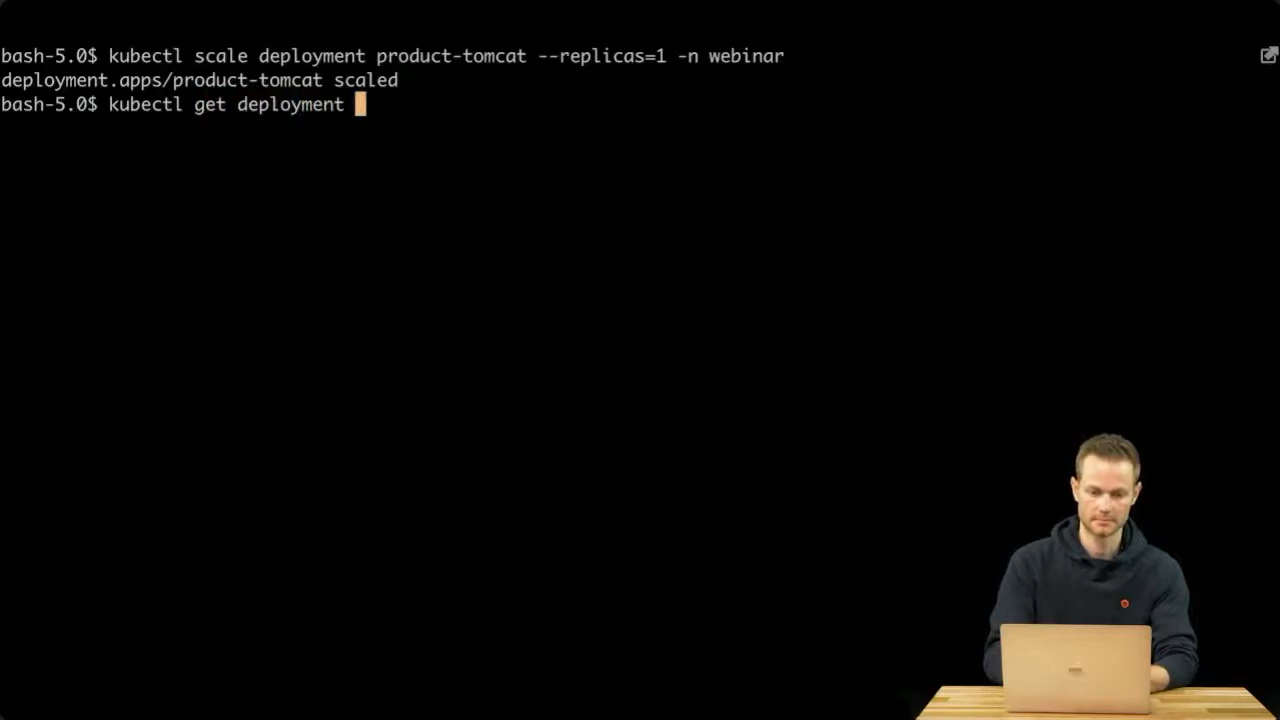 bash-5.0$ kubectl scale deployment product-tomcat --replicas=1 -n webinar
deployment.apps/product-tomcat scaled
bash-5.0$ kubectl get deployment